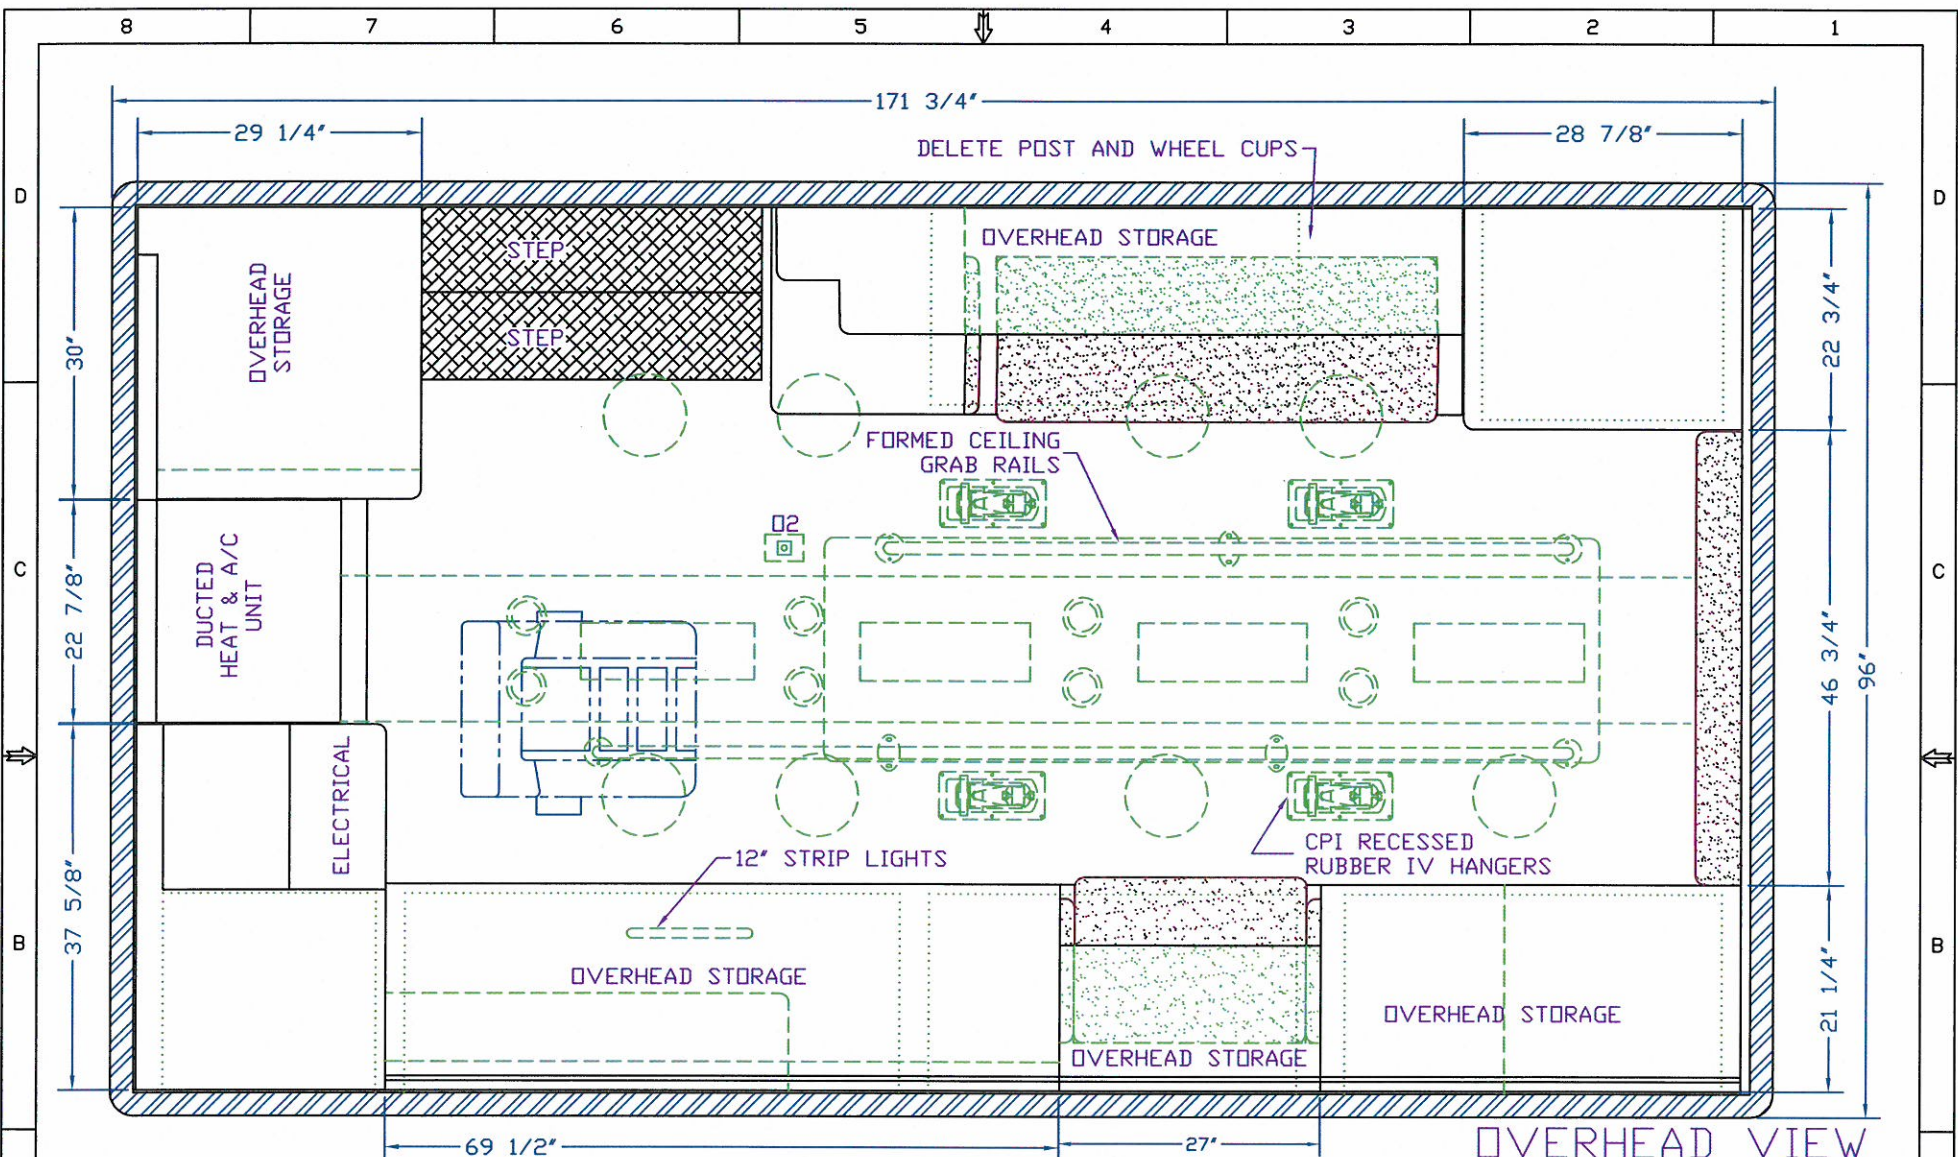 8 7 6 5 4 3 2 1
171 3/4"
29 1/4"
28 7/8"
DELETE POST AND WHEEL CUPS
D
D
STEP
STEP
OVERHEAD STORAGE
OVERHEAD
STORAGE
30"
22 3/4"
FORMED CEILING
GRAB RAILS
O2
C
C
DUCTED
HEAT & A/C
UNIT
22 7/8"
46 3/4"
96"
ELECTRICAL
12" STRIP LIGHTS
CPI RECESSED
RUBBER IV HANGERS
37 5/8"
B
B
OVERHEAD STORAGE
OVERHEAD STORAGE
OVERHEAD STORAGE
21 1/4"
69 1/2"
27"
OVERHEAD VIEW